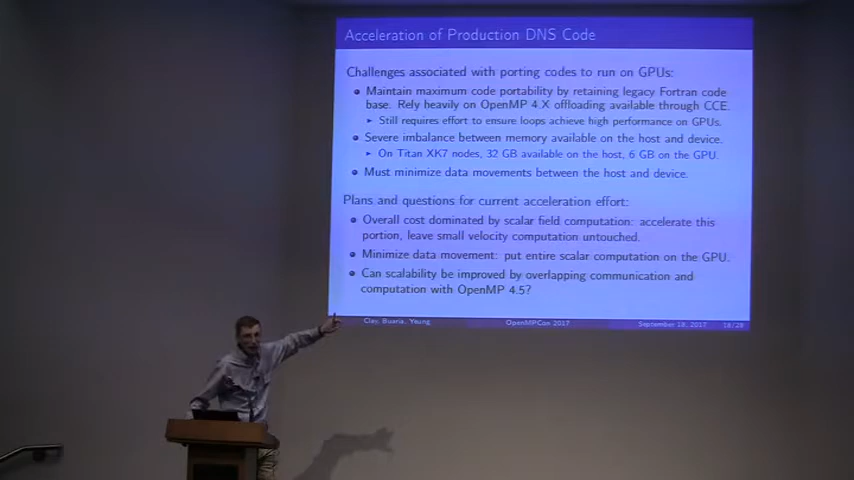 Acceleration of Production DNS Code
Challenges associated with porting codes to run on GPUs:
Maintain maximum code portability by retaining legacy Fortran code
base. Rely heavily on OpenMP 4.X offloading available through CCE.
Still requires effort to ensure loops achieve high performance on GPUs.
Severe imbalance between memory available on the host and device.
On Titan XK7 nodes, 32 GB available on the host, 6 GB on the GPU.
Must minimize data movements between the host and device.
Plans and questions for current acceleration effort:
Overall cost dominated by scalar field computation: accelerate this
portion, leave small velocity computation untouched.
Minimize data movement: put entire scalar computation on the GPU.
Can scalability be improved by overlapping communication and
computation with OpenMP 4.5?
Clay, Buaria, Yeung OpenMPCon 2017 September 18, 2017